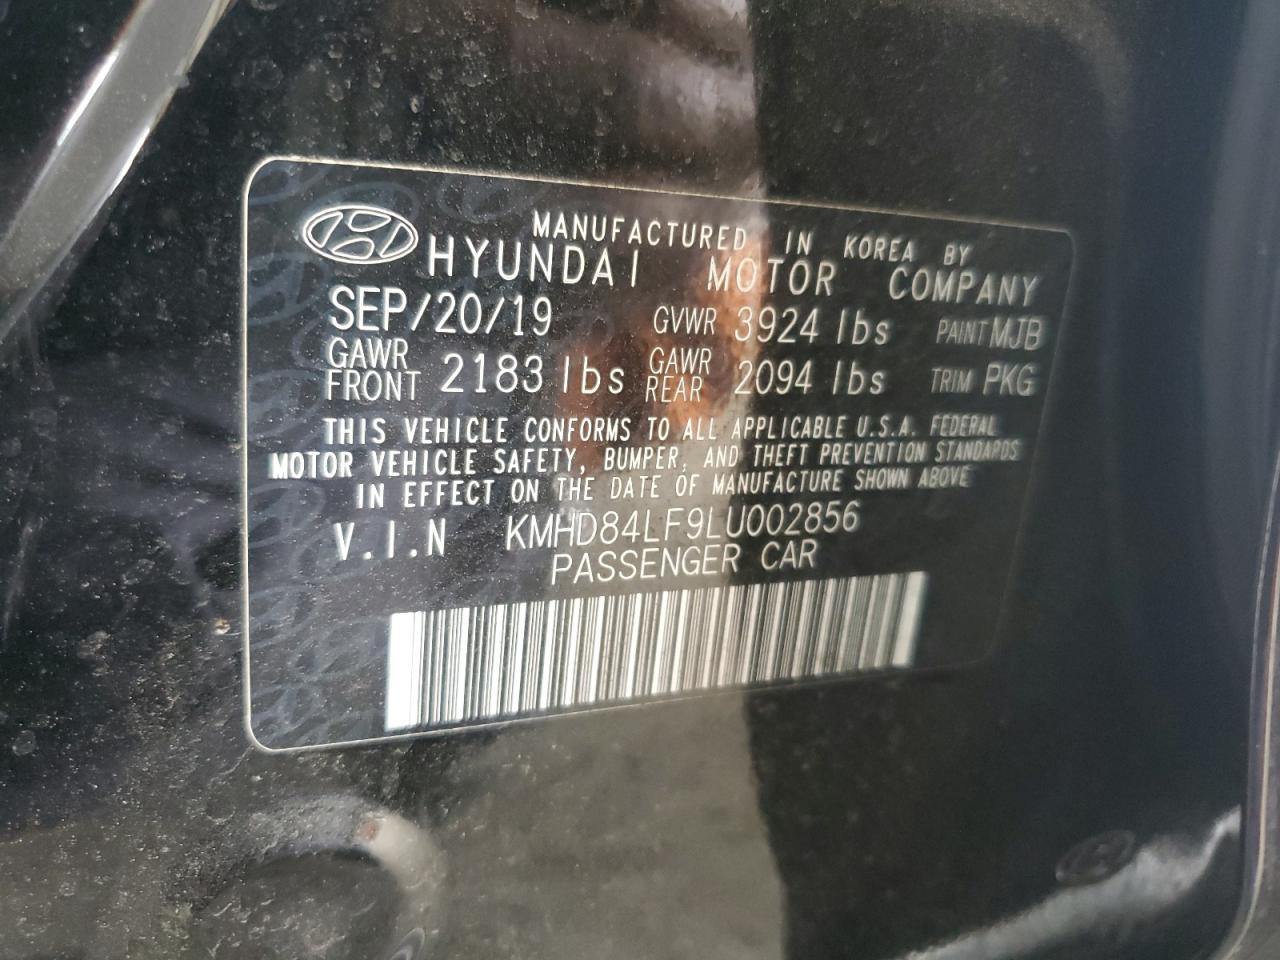 MANUFACTURED IN KOREA BY
HYUNDAI MOTOR COMPANY
SEP/20/19 GVWR 3924 lbs PAINT MJB
GAWR FRONT 2183 lbs GAWR REAR 2094 lbs TRIM PKG
THIS VEHICLE CONFORMS TO ALL APPLICABLE U.S.A. FEDERAL
MOTOR VEHICLE SAFETY, BUMPER, AND THEFT PREVENTION STANDARDS
IN EFFECT ON THE DATE OF MANUFACTURE SHOWN ABOVE
V.I.N KMHD84LF9LU002856
PASSENGER CAR